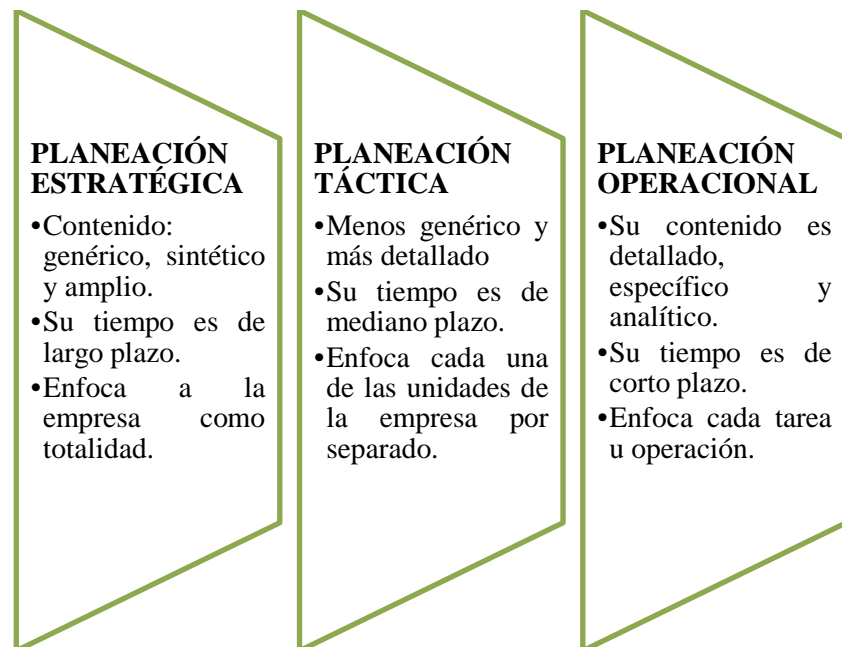 PLANEACIÓN
ESTRATÉGICA
•Contenido:
genérico, sintético
y amplio.
•Su tiempo es de
largo plazo.
•Enfoca a la
empresa como
totalidad.
PLANEACIÓN
TÁCTICA
•Menos genérico y
más detallado
•Su tiempo es de
mediano plazo.
•Enfoca cada una
de las unidades de
la empresa por
separado.
PLANEACIÓN
OPERACIONAL
•Su contenido es
detallado,
específico y
analítico.
•Su tiempo es de
corto plazo.
•Enfoca cada tarea
u operación.